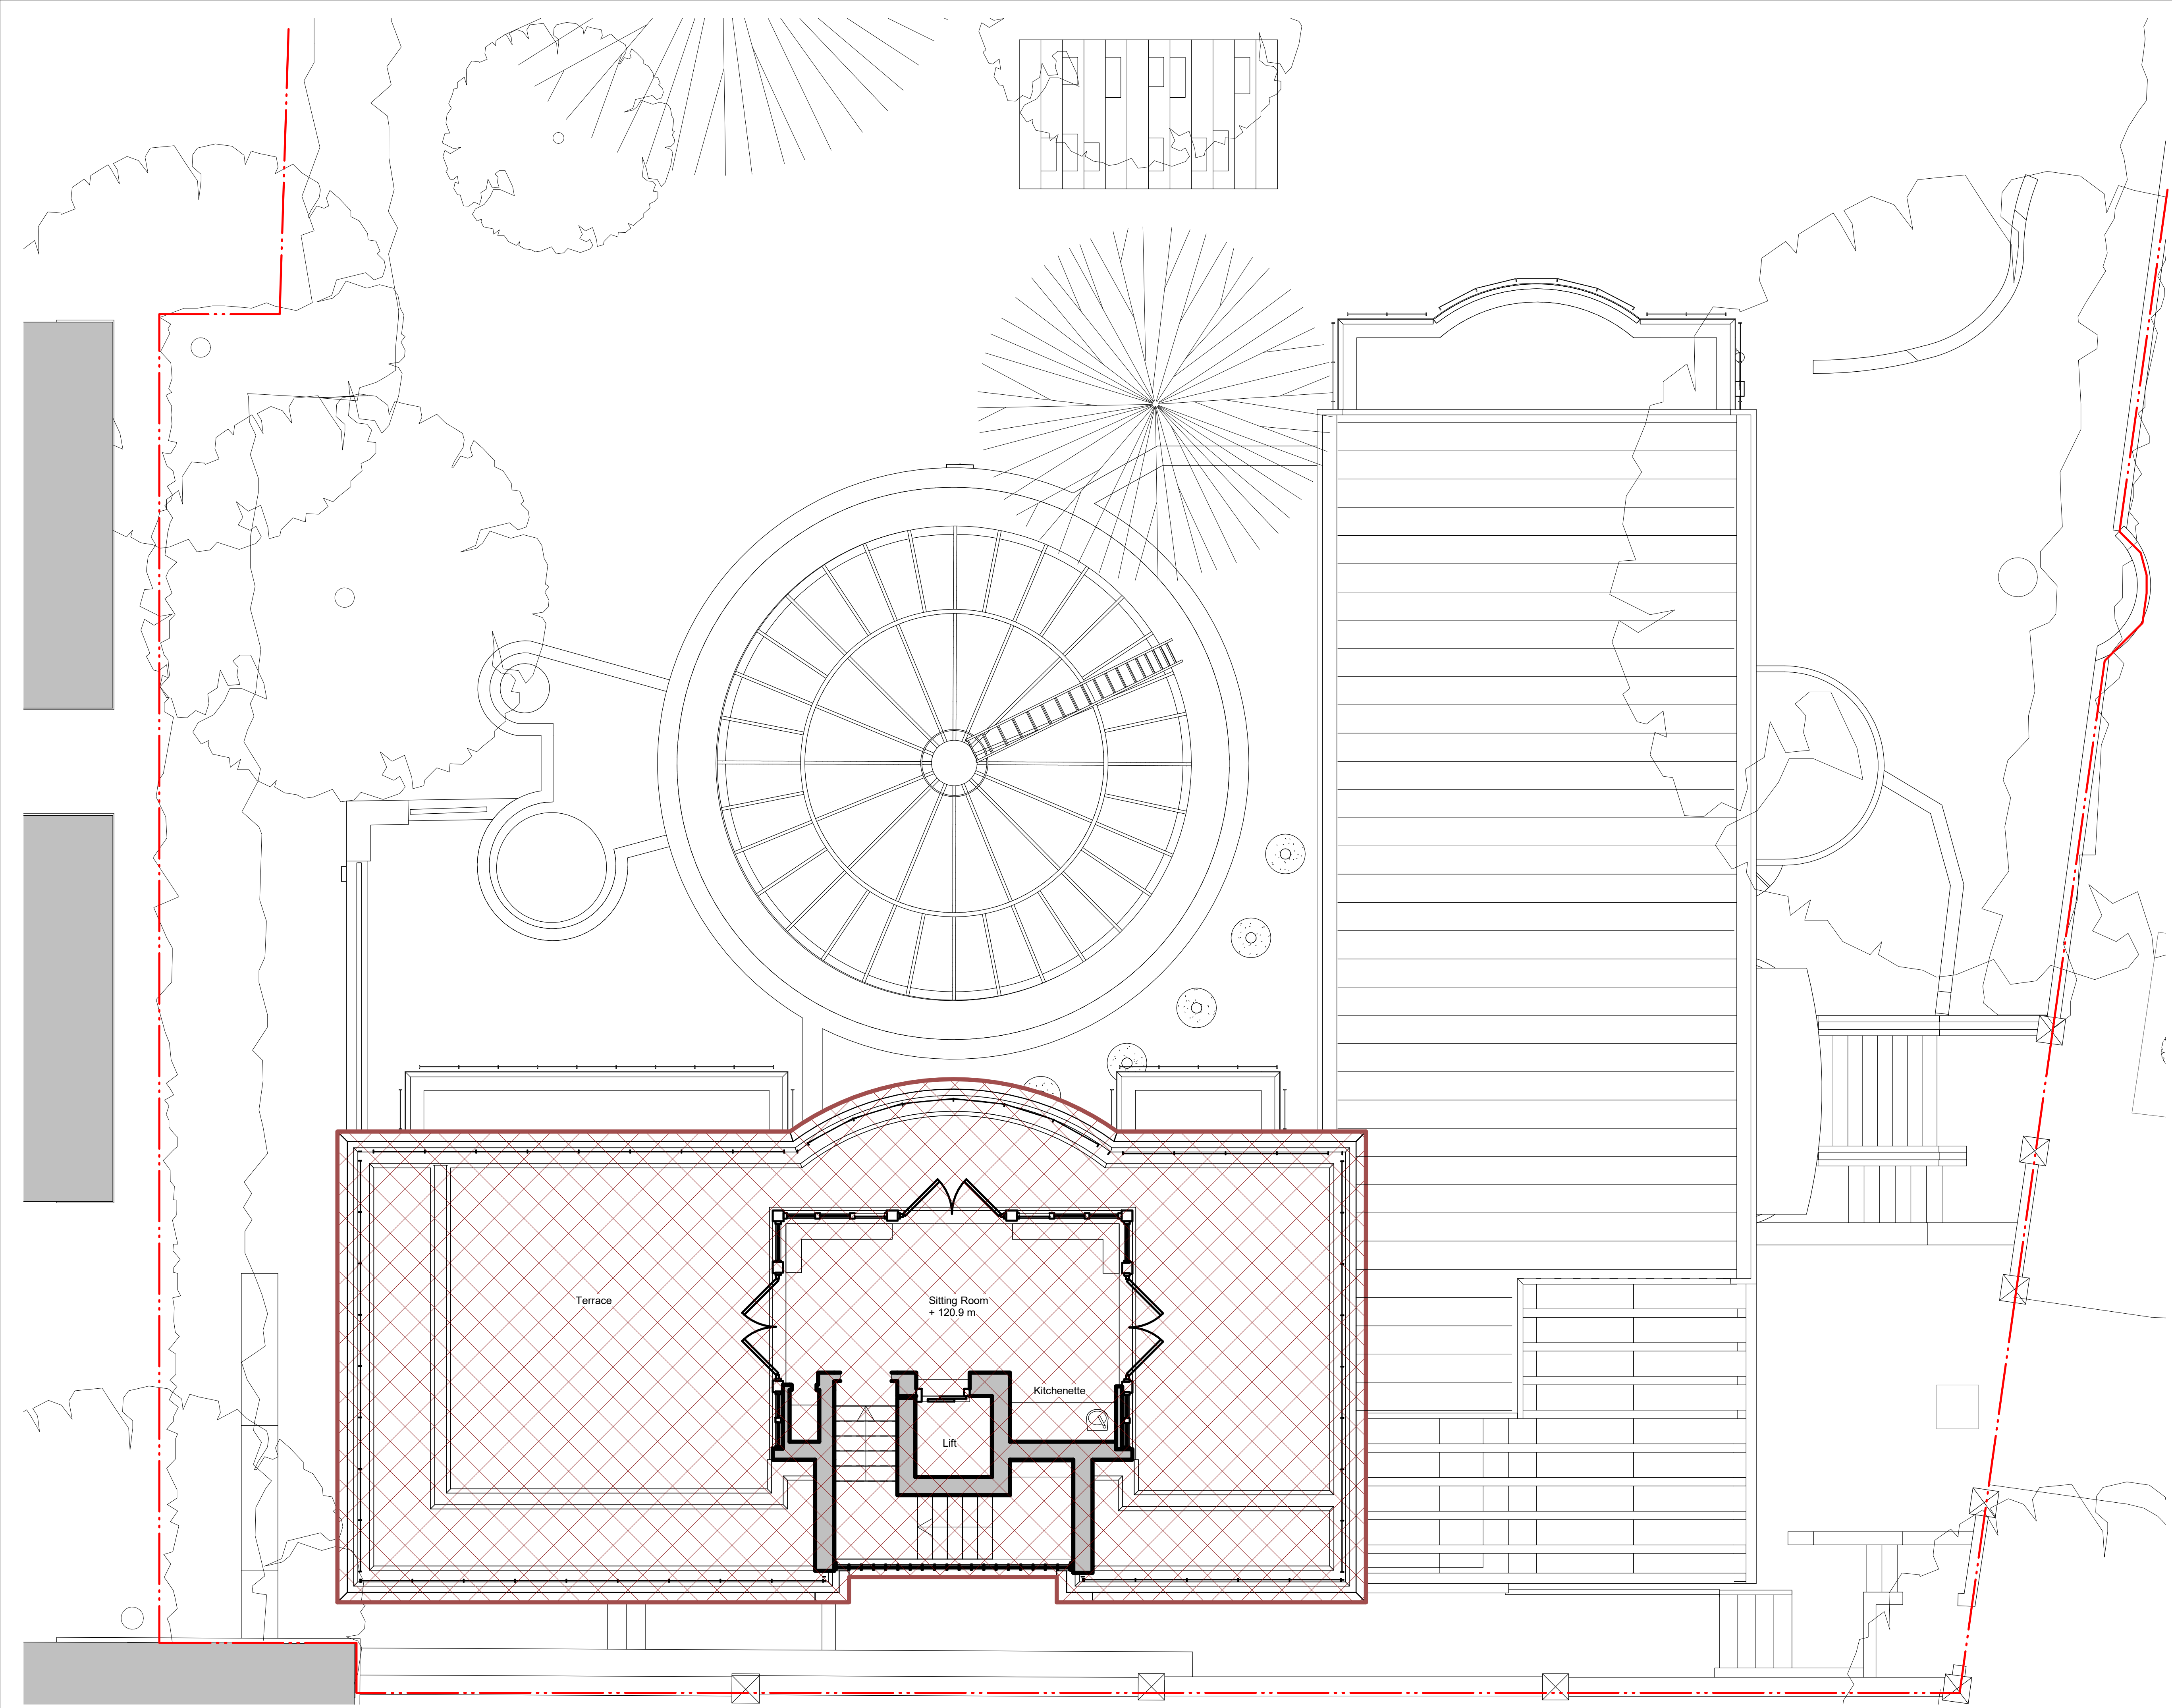 Terrace
Sitting Room
+ 120.9 m
Kitchenette
Lift